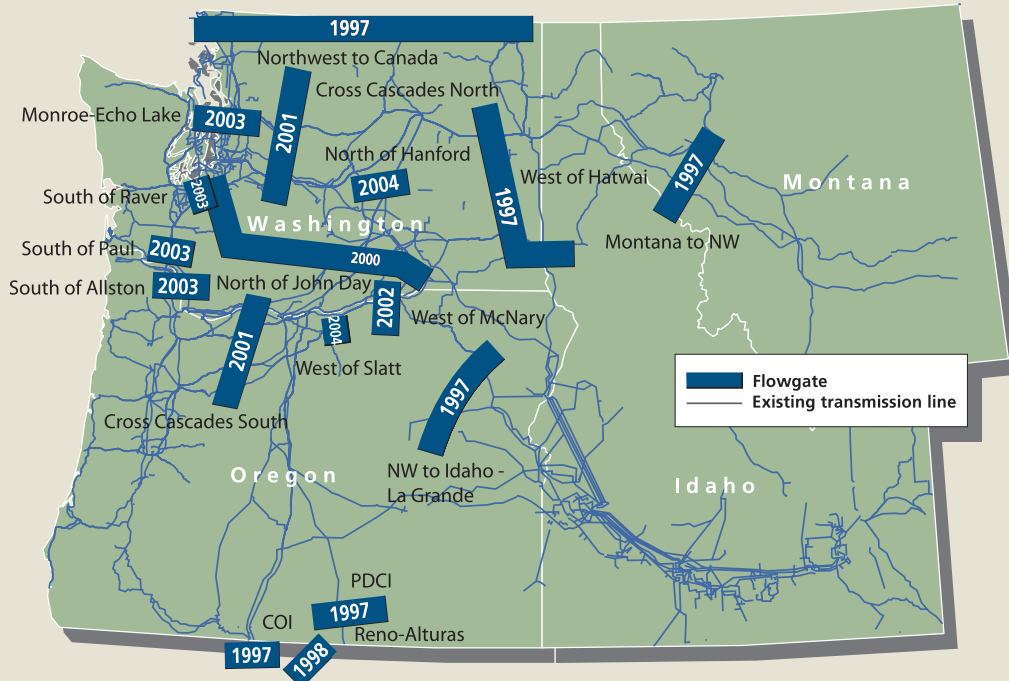 1997
Northwest to Canada
Cross Cascades North
Monroe-Echo Lake
2003
2001
North of Hanford
2004
West of Hatwai
1997
1997
Montana
South of Raver
2003
Washington
Montana to NW
South of Paul
2003
2000
South of Allston
2003
North of John Day
2002
West of McNary
2001
2004
West of Slatt
1997
Flowgate
Existing transmission line
Cross Cascades South
Oregon
NW to Idaho -
La Grande
Idaho
PDCI
1997
COI
Reno-Alturas
1997
1998